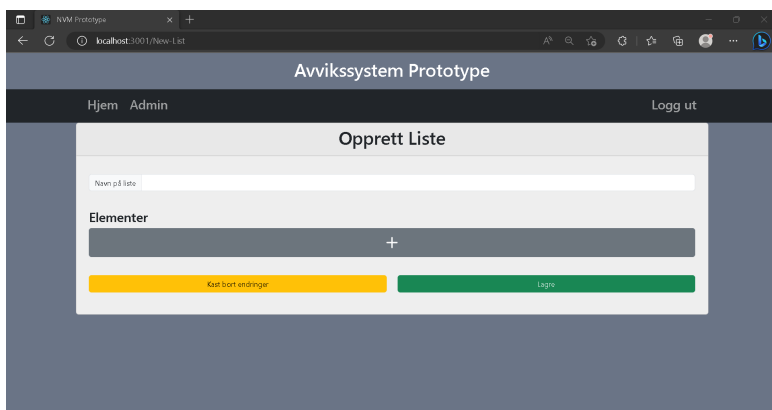 NVM Prototype
localhost:3001/New-List
Avvikssystem Prototype
Hjem Admin Logg ut
Opprett Liste
Navn på liste
Elementer
Kast bort endringer Lagre